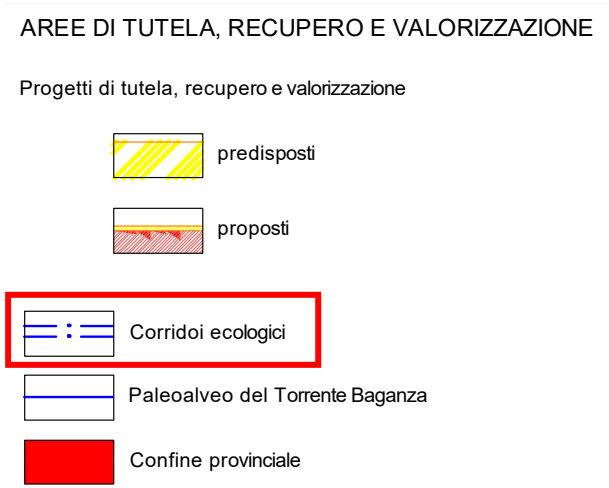 AREE DI TUTELA, RECUPERO E VALORIZZAZIONE
Progetti di tutela, recupero e valorizzazione
predisposti
proposti
Corridoi ecologici
Paleoalveo del Torrente Baganza
Confine provinciale